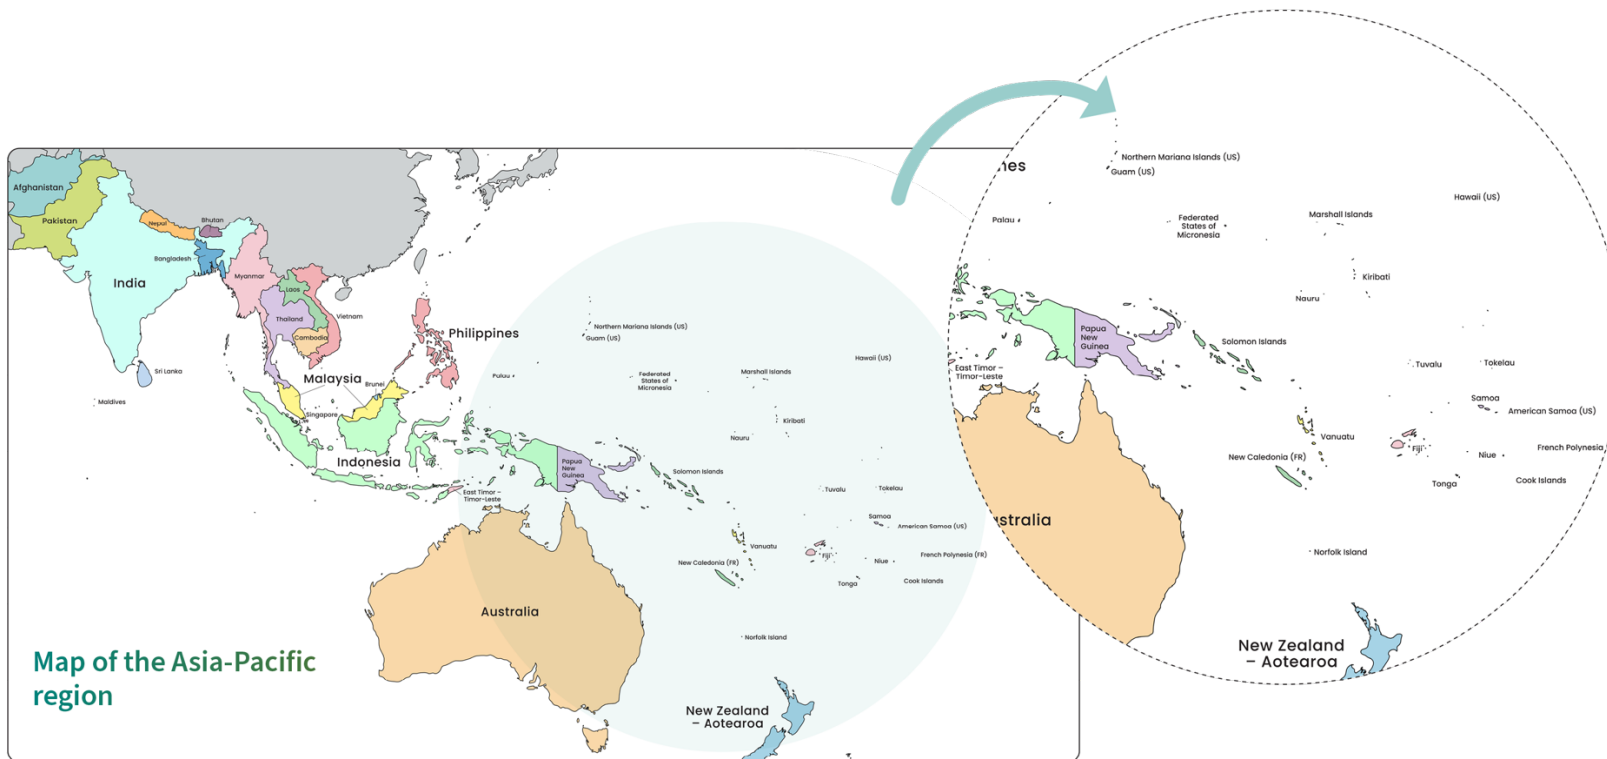 Afghanistan
Pakistan
Nepal
Bhutan
Bangladesh
India
Myanmar
Laos
Thailand
Vietnam
Cambodia
Philippines
Sri Lanka
Malaysia
Brunei
Maldives
Singapore
Indonesia
Palau
Northern Mariana Islands (US)
Guam (US)
Hawaii (US)
Federated
States of
Micronesia
Marshall Islands
Kiribati
Nauru
Papua
New
Guinea
Solomon Islands
East Timor –
Timor-Leste
Tuvalu
Tokelau
Samoa
American Samoa (US)
Vanuatu
Fiji
New Caledonia (FR)
Niue
French Polynesia (FR)
Tonga
Cook Islands
Australia
Norfolk Island
New Zealand
– Aotearoa
Map of the Asia-Pacific
region
nes
Northern Mariana Islands (US)
Guam (US)
Hawaii (US)
Palau
Federated
States of
Micronesia
Marshall Islands
Kiribati
Nauru
Papua
New
Guinea
Solomon Islands
East Timor –
Timor-Leste
Tuvalu
Tokelau
Samoa
American Samoa (US)
Vanuatu
Fiji
New Caledonia (FR)
Niue
French Polynesia
Tonga
Cook Islands
ustralia
Norfolk Island
New Zealand
– Aotearoa